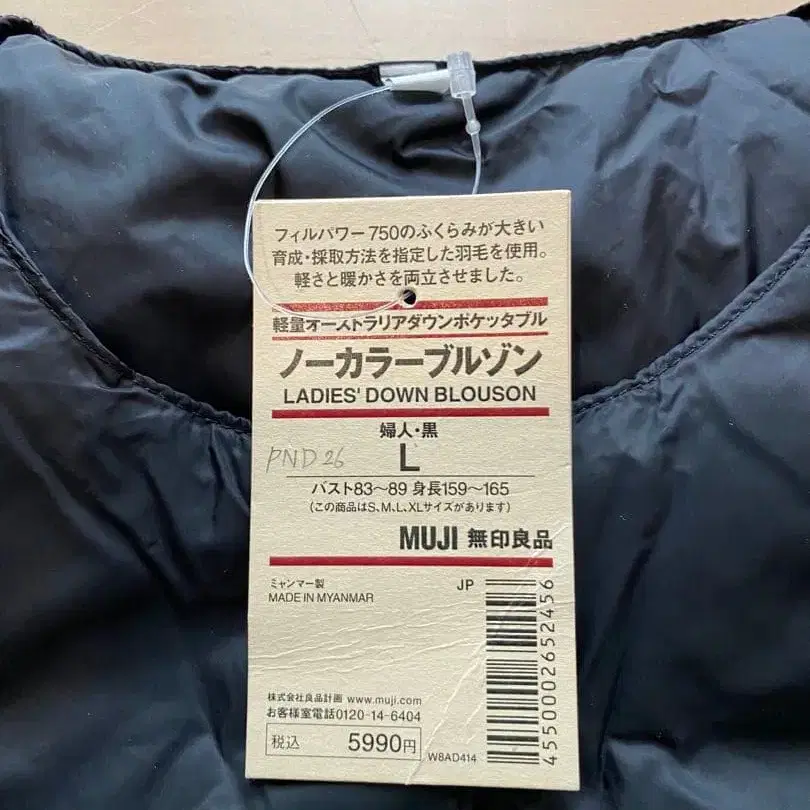 フィルパワー750のふくらみが大きい
育成・採取方法を指定した羽毛を使用。
軽さと暖かさを両立させました。
軽量オーストラリアダウンポケッタブル
ノーカラーブルゾン
LADIES' DOWN BLOUSON
婦人・黒
PND 26
L
バスト83〜89 身長159〜165
(この商品はS、M、L、XLサイズがあります)
MUJI 無印良品
ミャンマー製
JP
MADE IN MYANMAR
4550002652456
株式会社良品計画 www.muji.com
お客様室電話0120-14-6404
税込 5990円
W8AD414